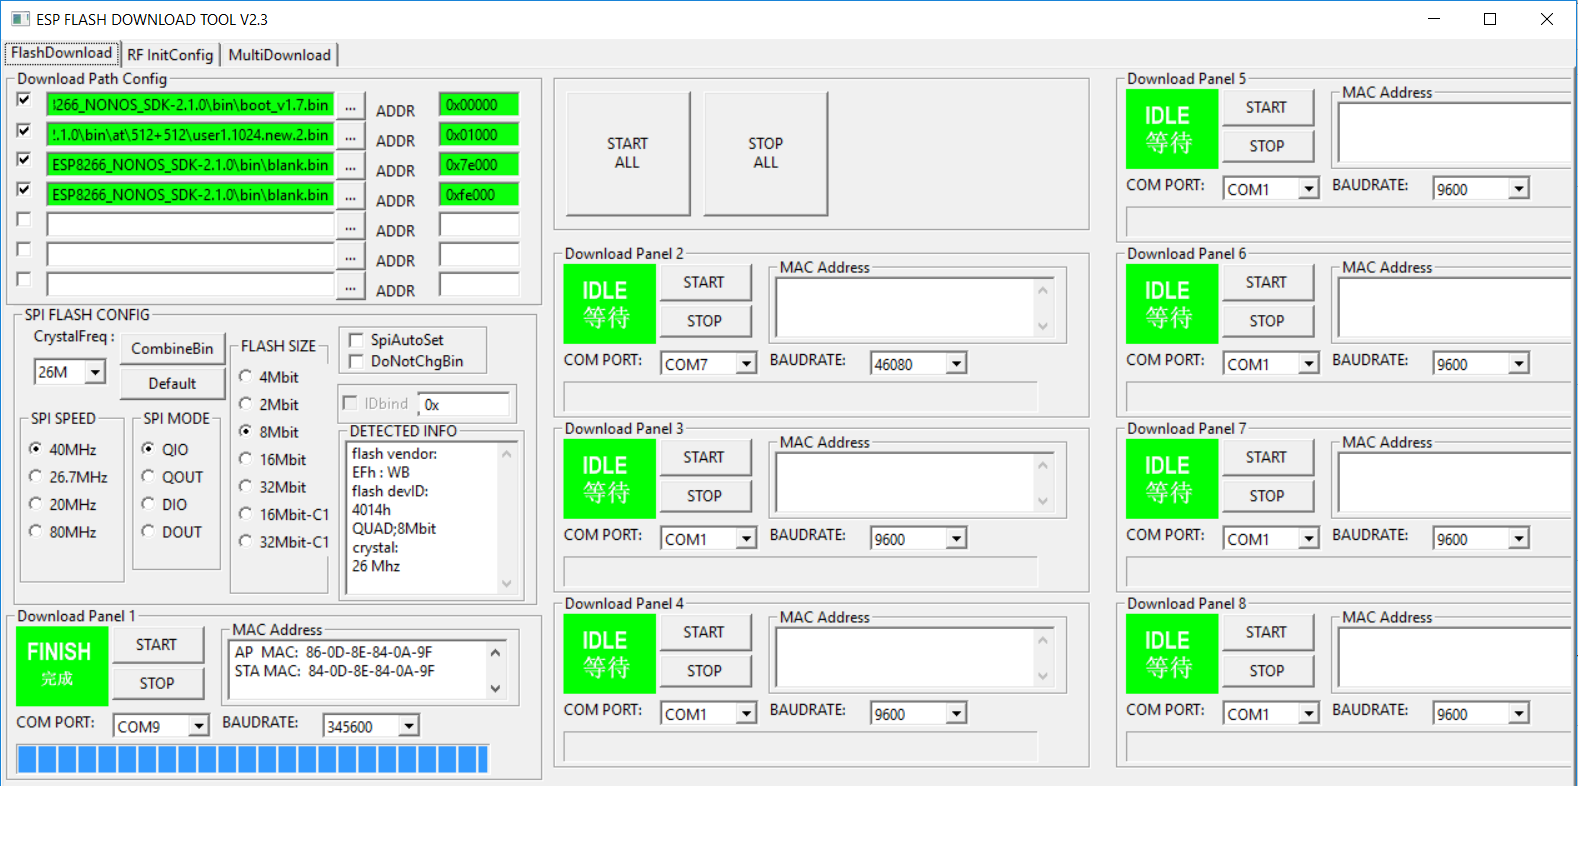 ESP FLASH DOWNLOAD TOOL V2.3
FlashDownload RF InitConfig MultiDownload
Download Path Config
!266_NONOS_SDK-2.1.0\bin\boot_v1.7.bin ... ADDR 0x00000
!.1.0\bin\at\512+512\user1.1024.new.2.bin ... ADDR 0x01000
ESP8266_NONOS_SDK-2.1.0\bin\blank.bin ... ADDR 0x7e000
ESP8266_NONOS_SDK-2.1.0\bin\blank.bin ... ADDR 0xfe000
... ADDR
... ADDR
... ADDR
SPI FLASH CONFIG
CrystalFreq :
26M
CombineBin
Default
SPI SPEED
40MHz
26.7MHz
20MHz
80MHz
SPI MODE
QIO
QOUT
DIO
DOUT
FLASH SIZE
4Mbit
2Mbit
8Mbit
16Mbit
32Mbit
16Mbit-C1
32Mbit-C1
SpiAutoSet
DoNotChgBin
IDbind 0x
DETECTED INFO
flash vendor:
EFh : WB
flash devID:
4014h
QUAD;8Mbit
crystal:
26 Mhz
Download Panel 1
FINISH
完成
START
STOP
MAC Address
AP MAC: 86-0D-8E-84-0A-9F
STA MAC: 84-0D-8E-84-0A-9F
COM PORT: COM9 BAUDRATE: 345600
START
ALL
STOP
ALL
Download Panel 2
IDLE
等待
START
STOP
MAC Address
COM PORT: COM7 BAUDRATE: 46080
Download Panel 3
IDLE
等待
START
STOP
MAC Address
COM PORT: COM1 BAUDRATE: 9600
Download Panel 4
IDLE
等待
START
STOP
MAC Address
COM PORT: COM1 BAUDRATE: 9600
Download Panel 5
IDLE
等待
START
STOP
MAC Address
COM PORT: COM1 BAUDRATE: 9600
Download Panel 6
IDLE
等待
START
STOP
MAC Address
COM PORT: COM1 BAUDRATE: 9600
Download Panel 7
IDLE
等待
START
STOP
MAC Address
COM PORT: COM1 BAUDRATE: 9600
Download Panel 8
IDLE
等待
START
STOP
MAC Address
COM PORT: COM1 BAUDRATE: 9600